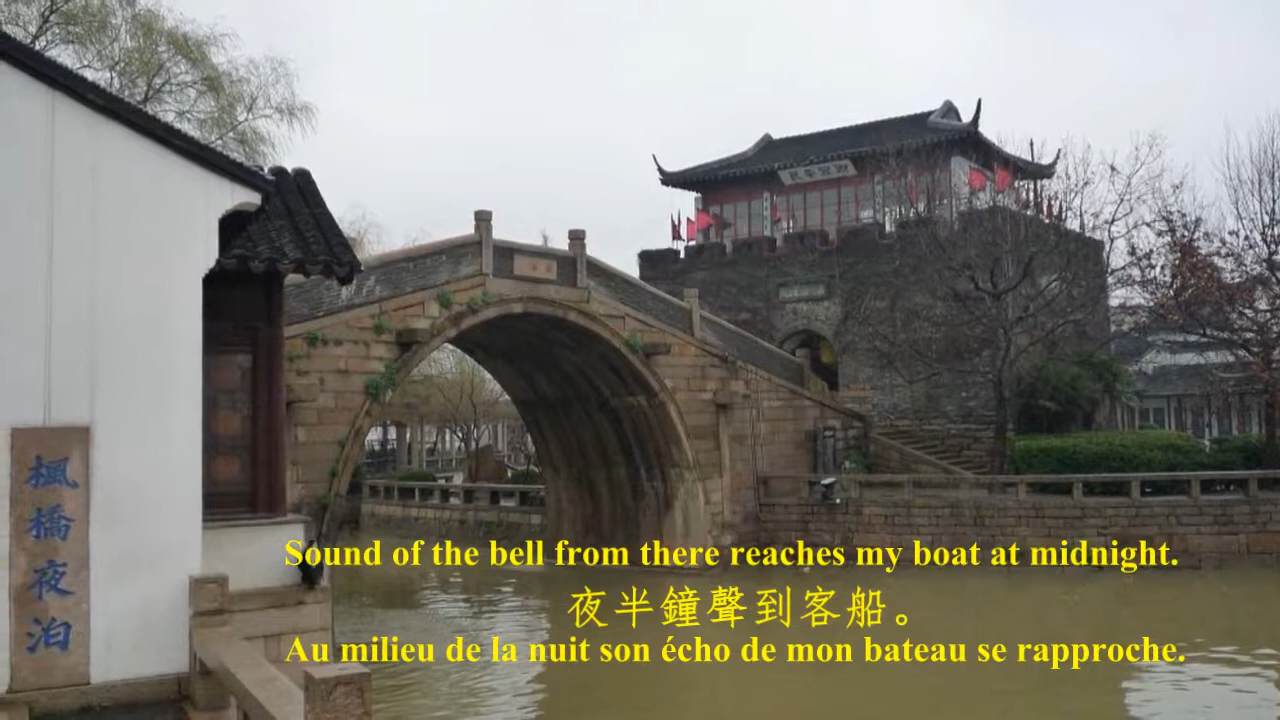 楓橋夜泊
Sound of the bell from there reaches my boat at midnight.
夜半鐘聲到客船。
Au milieu de la nuit son écho de mon bateau se rapproche.